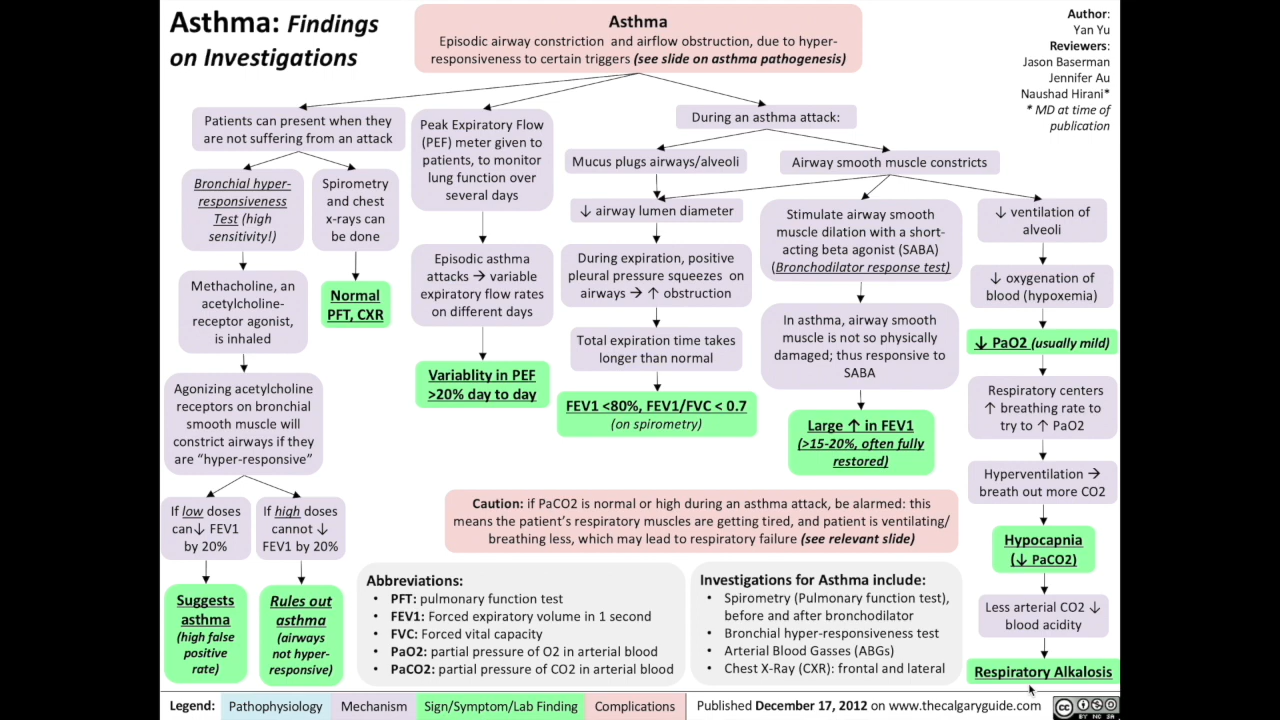 Asthma: Findings
on Investigations
Asthma
Episodic airway constriction and airflow obstruction, due to hyper-
responsiveness to certain triggers (see slide on asthma pathogenesis)
Author:
Yan Yu
Reviewers:
Jason Baserman
Jennifer Au
Naushad Hirani*
* MD at time of
publication
Patients can present when they
are not suffering from an attack
Bronchial hyper-
responsiveness
Test (high
sensitivity!)
Methacholine, an
acetylcholine-
receptor agonist,
is inhaled
Agonizing acetylcholine
receptors on bronchial
smooth muscle will
constrict airways if they
are “hyper-responsive”
If low doses
can↓ FEV1
by 20%
Suggests
asthma
(high false
positive
rate)
If high doses
cannot ↓
FEV1 by 20%
Rules out
asthma
(airways
not hyper-
responsive)
Spirometry
and chest
x-rays can
be done
Normal
PFT, CXR
Peak Expiratory Flow
(PEF) meter given to
patients, to monitor
lung function over
several days
Episodic asthma
attacks → variable
expiratory flow rates
on different days
Variablity in PEF
>20% day to day
During an asthma attack:
Mucus plugs airways/alveoli
↓ airway lumen diameter
During expiration, positive
pleural pressure squeezes on
airways → ↑ obstruction
Total expiration time takes
longer than normal
FEV1 <80%, FEV1/FVC < 0.7
(on spirometry)
Airway smooth muscle constricts
Stimulate airway smooth
muscle dilation with a short-
acting beta agonist (SABA)
(Bronchodilator response test)
In asthma, airway smooth
muscle is not so physically
damaged; thus responsive to
SABA
Large ↑ in FEV1
(>15-20%, often fully
restored)
↓ ventilation of
alveoli
↓ oxygenation of
blood (hypoxemia)
↓ PaO2 (usually mild)
Respiratory centers
↑ breathing rate to
try to ↑ PaO2
Hyperventilation →
breath out more CO2
Hypocapnia
(↓ PaCO2)
Less arterial CO2 ↓
blood acidity
Respiratory Alkalosis
Caution: if PaCO2 is normal or high during an asthma attack, be alarmed: this
means the patient’s respiratory muscles are getting tired, and patient is ventilating/
breathing less, which may lead to respiratory failure (see relevant slide)
Abbreviations:
• PFT: pulmonary function test
• FEV1: Forced expiratory volume in 1 second
• FVC: Forced vital capacity
• PaO2: partial pressure of O2 in arterial blood
• PaCO2: partial pressure of CO2 in arterial blood
Investigations for Asthma include:
• Spirometry (Pulmonary function test),
before and after bronchodilator
• Bronchial hyper-responsiveness test
• Arterial Blood Gasses (ABGs)
• Chest X-Ray (CXR): frontal and lateral
Legend: Pathophysiology Mechanism Sign/Symptom/Lab Finding Complications Published December 17, 2012 on www.thecalgaryguide.com
cc BY NC SA